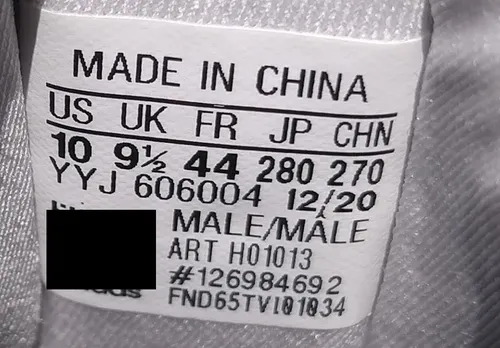 MADE IN CHINA
US UK FR JP CHN
10 9½ 44 280 270
YYJ 606004 12/20
MALE/MÂLE
ART H01013
#126984692
FND65TVI01034